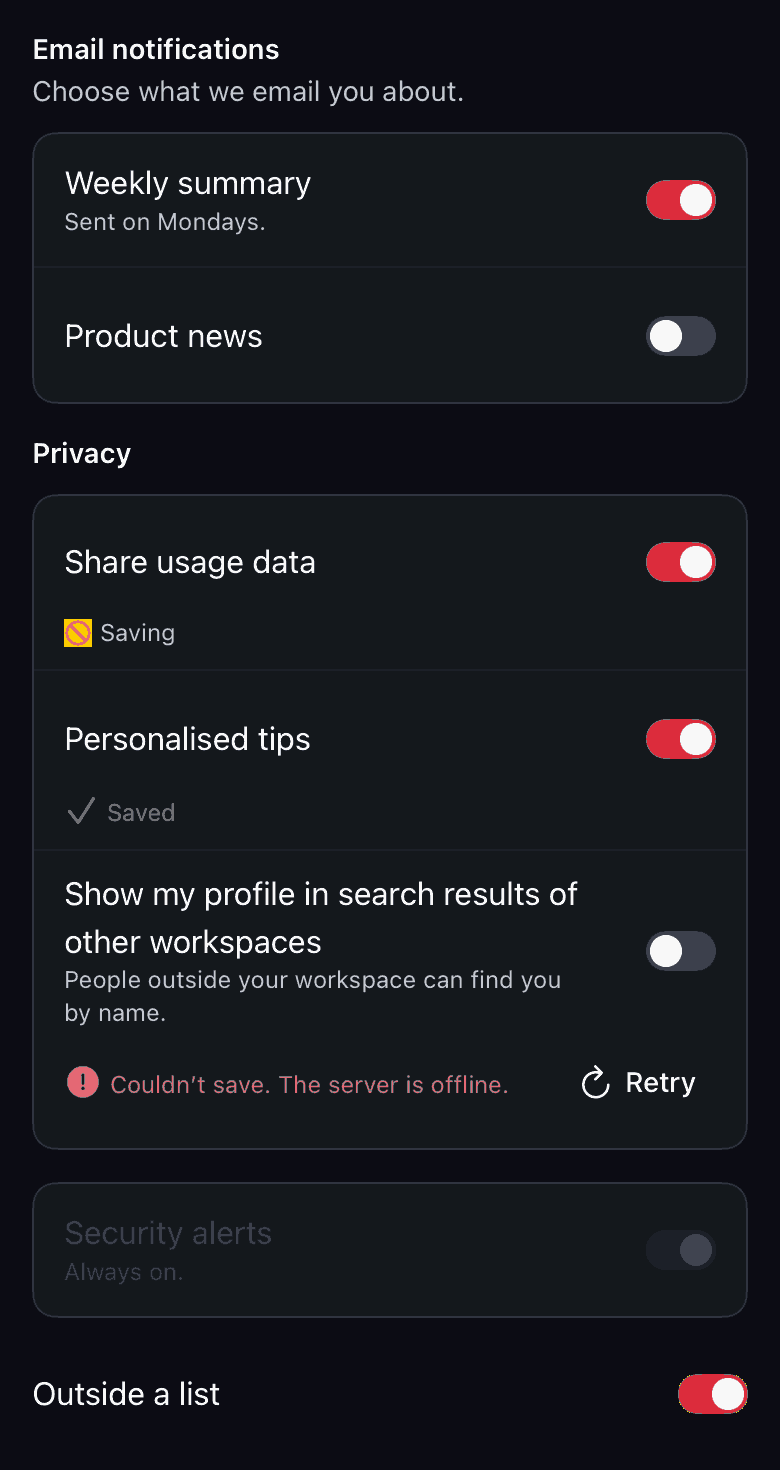 Email notifications
Choose what we email you about.
Weekly summary
Sent on Mondays.
Product news
Privacy
Share usage data
Saving
Personalised tips
Saved
Show my profile in search results of
other workspaces
People outside your workspace can find you
by name.
Couldn’t save. The server is offline.
Retry
Security alerts
Always on.
Outside a list